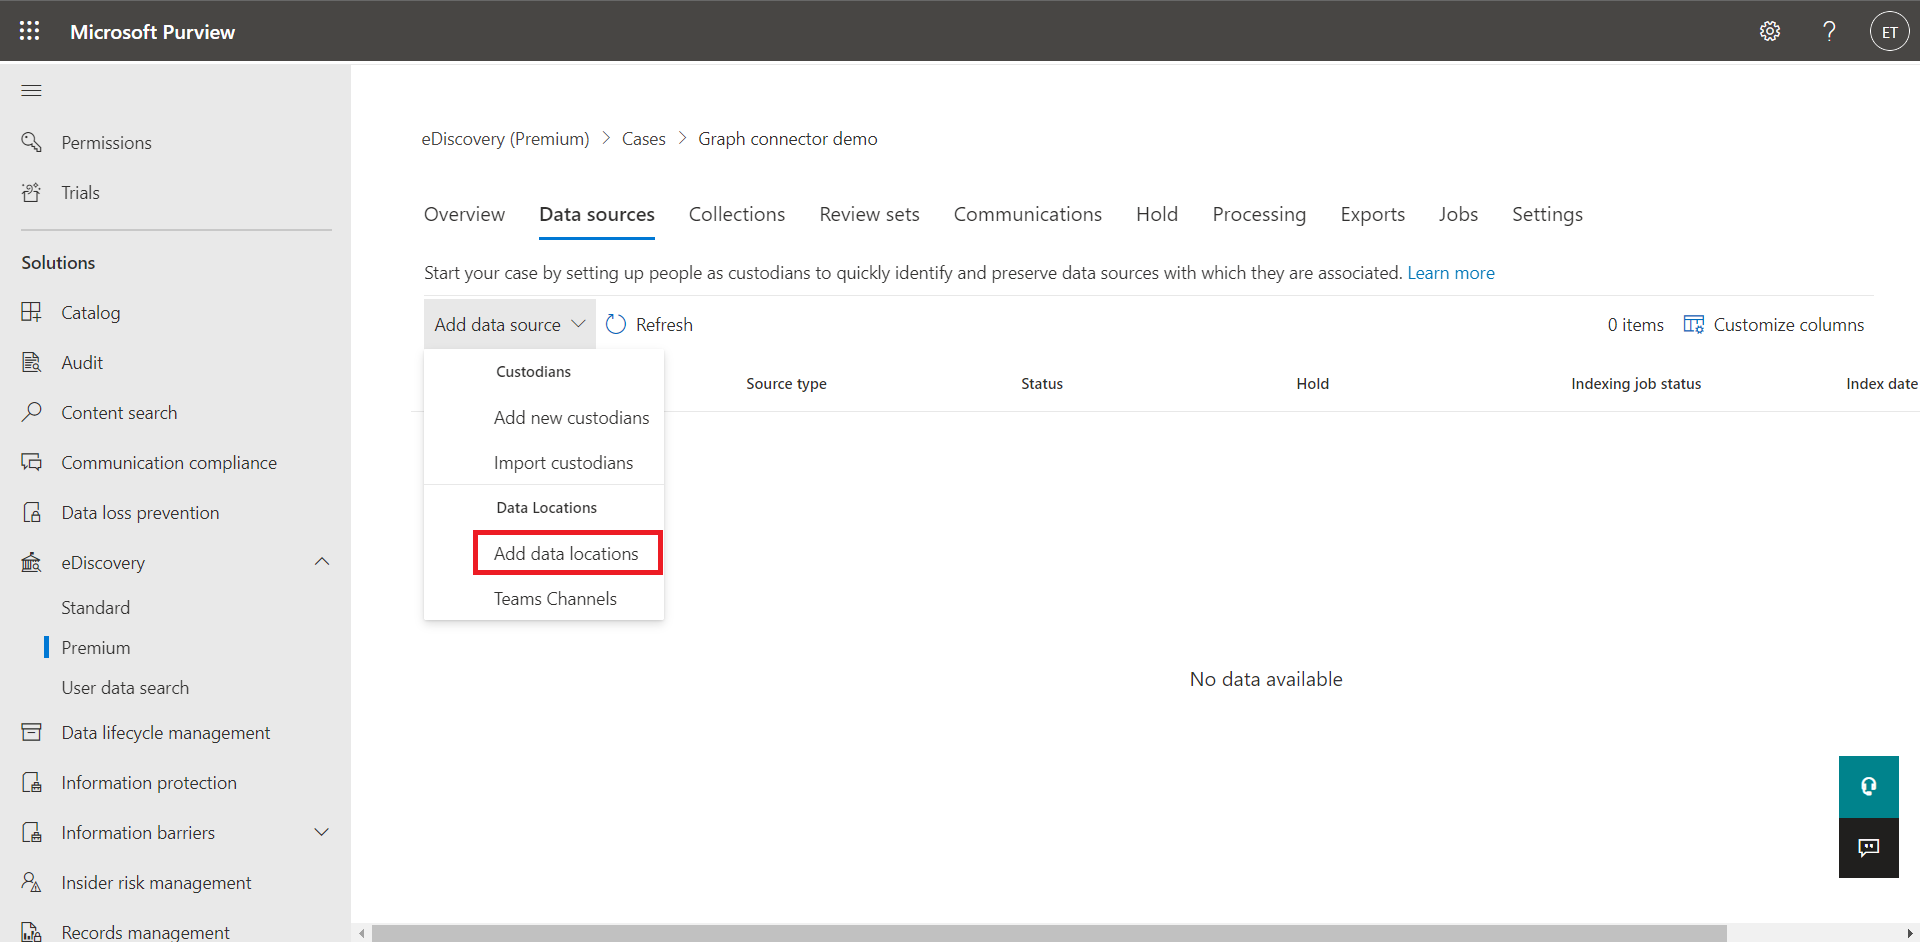 Microsoft Purview
ET
Permissions
Trials
Solutions
Catalog
Audit
Content search
Communication compliance
Data loss prevention
eDiscovery
Standard
Premium
User data search
Data lifecycle management
Information protection
Information barriers
Insider risk management
Records management
eDiscovery (Premium) > Cases > Graph connector demo
Overview Data sources Collections Review sets Communications Hold Processing Exports Jobs Settings
Start your case by setting up people as custodians to quickly identify and preserve data sources with which they are associated. Learn more
Add data source Refresh 0 items Customize columns
Source type Status Hold Indexing job status Index date
Custodians
Add new custodians
Import custodians
Data Locations
Add data locations
Teams Channels
No data available